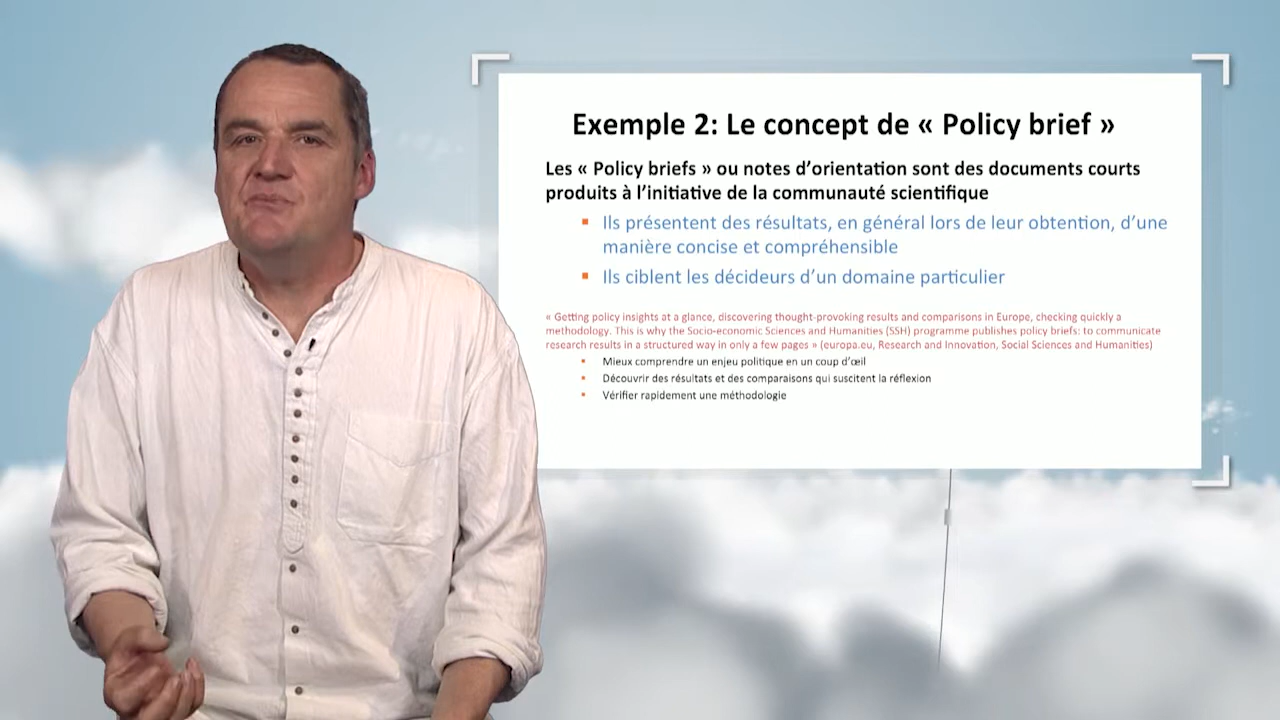 Exemple 2: Le concept de « Policy brief »
Les « Policy briefs » ou notes d’orientation sont des documents courts
produits à l’initiative de la communauté scientifique
Ils présentent des résultats, en général lors de leur obtention, d’une
manière concise et compréhensible
Ils ciblent les décideurs d’un domaine particulier
« Getting policy insights at a glance, discovering thought-provoking results and comparisons in Europe, checking quickly a
methodology. This is why the Socio-economic Sciences and Humanities (SSH) programme publishes policy briefs: to communicate
research results in a structured way in only a few pages » (europa.eu, Research and Innovation, Social Sciences and Humanities)
Mieux comprendre un enjeu politique en un coup d’œil
Découvrir des résultats et des comparaisons qui suscitent la réflexion
Vérifier rapidement une méthodologie